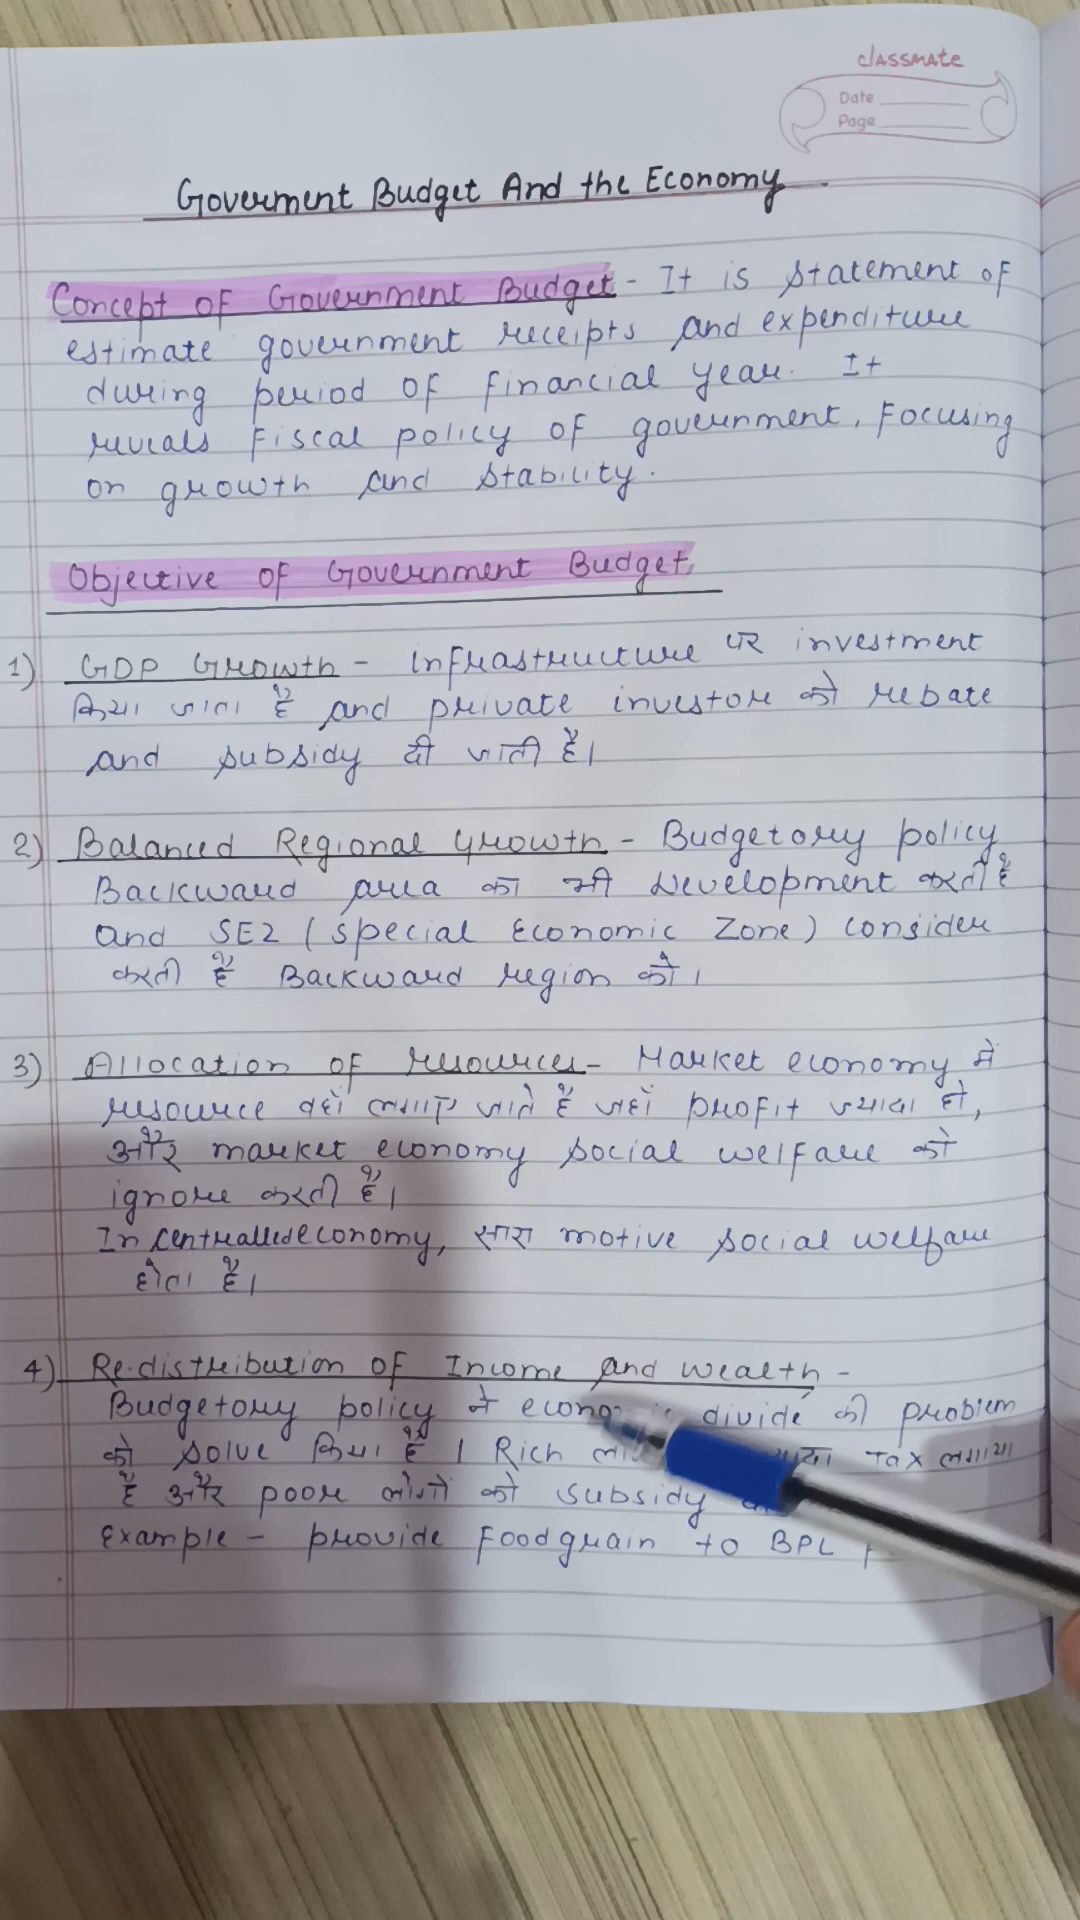 classmate
Date
Page
Goverment Budget And the Economy
Concept of Government Budget - It is statement of
estimate government receipts and expenditure
during period of financial year. It
reveals fiscal policy of government, focusing
on growth and stability.
Objective of Government Budget
1) GDP Growth - infrastructure पर investment
किया जाता है and private investor को rebate
and subsidy दी जाती है।
2) Balanced Regional Growth - Budgetory policy
Backward area का भी development करती है
and SEZ (special Economic Zone) consider
करती है Backward region को।
3) Allocation of resources - Market economy में
resource वहाँ लगाए जाते है जहाँ profit ज्यादा हो,
और market economy social welfare को
ignore करती है।
In centralled economy, सारा motive social welfare
होता है।
4) Re-distribution of Income and Wealth -
Budgetory policy ने divide की problem
को solve किया है। Rich Tax लगाया
है और poor लोगो को subsidy
Example - provide foodgrain to BPL